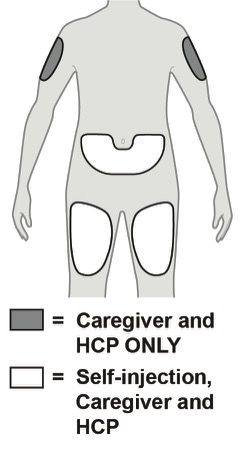 = Caregiver and
HCP ONLY
= Self-injection,
Caregiver and
HCP